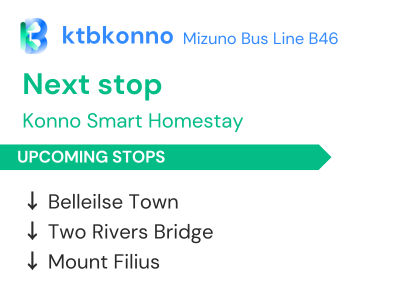 ktbkonno Mizuno Bus Line B46
Next stop
Konno Smart Homestay
UPCOMING STOPS
↓ Belleilse Town
↓ Two Rivers Bridge
↓ Mount Filius